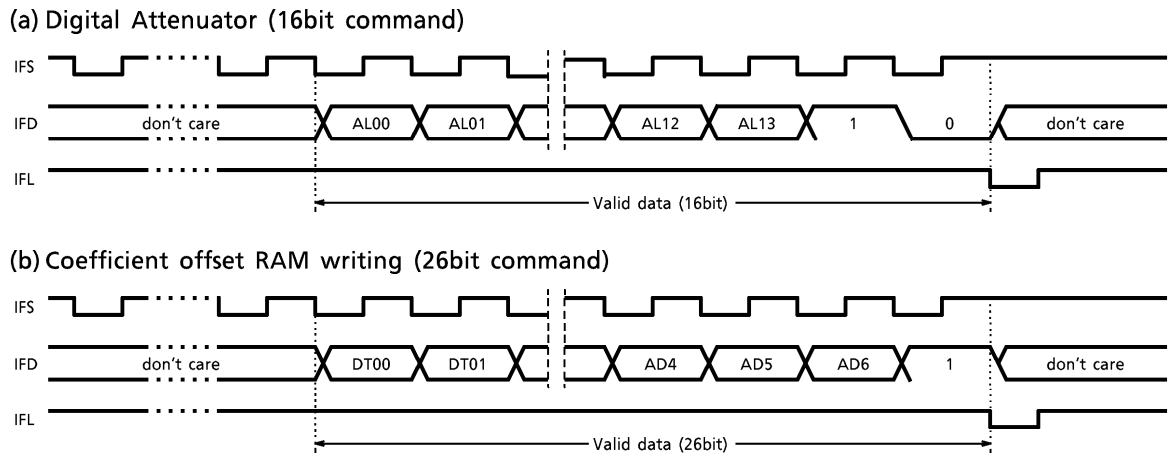 (a) Digital Attenuator (16bit command)
IFS
IFD don't care AL00 AL01 AL12 AL13 1 0 don't care
IFL
Valid data (16bit)
(b) Coefficient offset RAM writing (26bit command)
IFS
IFD don't care DT00 DT01 AD4 AD5 AD6 1 don't care
IFL
Valid data (26bit)